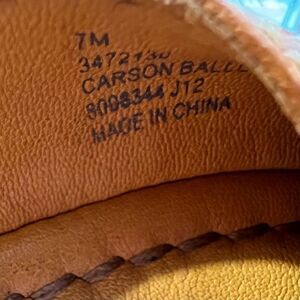 7M
3472130
CARSON BALLE
8008344 J12
MADE IN CHINA